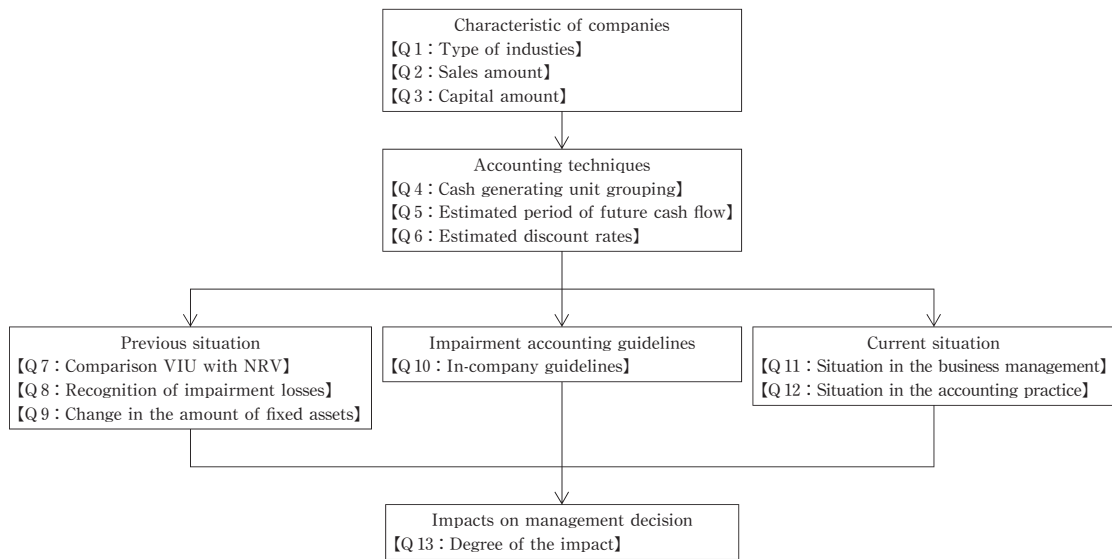 Characteristic of companies
【Q 1：Type of industies】
【Q 2：Sales amount】
【Q 3：Capital amount】
Accounting techniques
【Q 4：Cash generating unit grouping】
【Q 5：Estimated period of future cash flow】
【Q 6：Estimated discount rates】
Previous situation
【Q 7：Comparison VIU with NRV】
【Q 8：Recognition of impairment losses】
【Q 9：Change in the amount of fixed assets】
Impairment accounting guidelines
【Q 10：In-company guidelines】
Current situation
【Q 11：Situation in the business management】
【Q 12：Situation in the accounting practice】
Impacts on management decision
【Q 13：Degree of the impact】